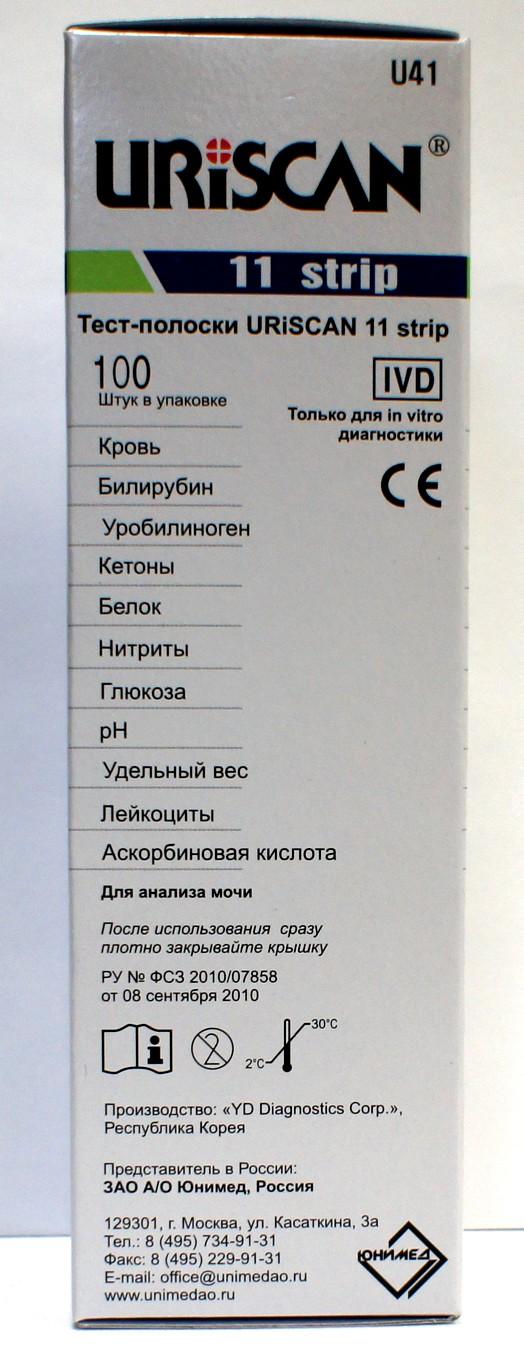 U41
URiSCAN®
11 strip
Тест-полоски URiSCAN 11 strip
100
Штук в упаковке
IVD
Только для in vitro
диагностики
CE
Кровь
Билирубин
Уробилиноген
Кетоны
Белок
Нитриты
Глюкоза
pH
Удельный вес
Лейкоциты
Аскорбиновая кислота
Для анализа мочи
После использования сразу
плотно закрывайте крышку
РУ № ФСЗ 2010/07858
от 08 сентября 2010
i
2
2°C
30°C
Производство: «YD Diagnostics Corp.»,
Республика Корея
Представитель в России:
ЗАО А/О Юнимед, Россия
129301, г. Москва, ул. Касаткина, 3а
Тел.: 8 (495) 734-91-31
Факс: 8 (495) 229-91-31
E-mail: office@unimedao.ru
www.unimedao.ru
ЮНИМЕД